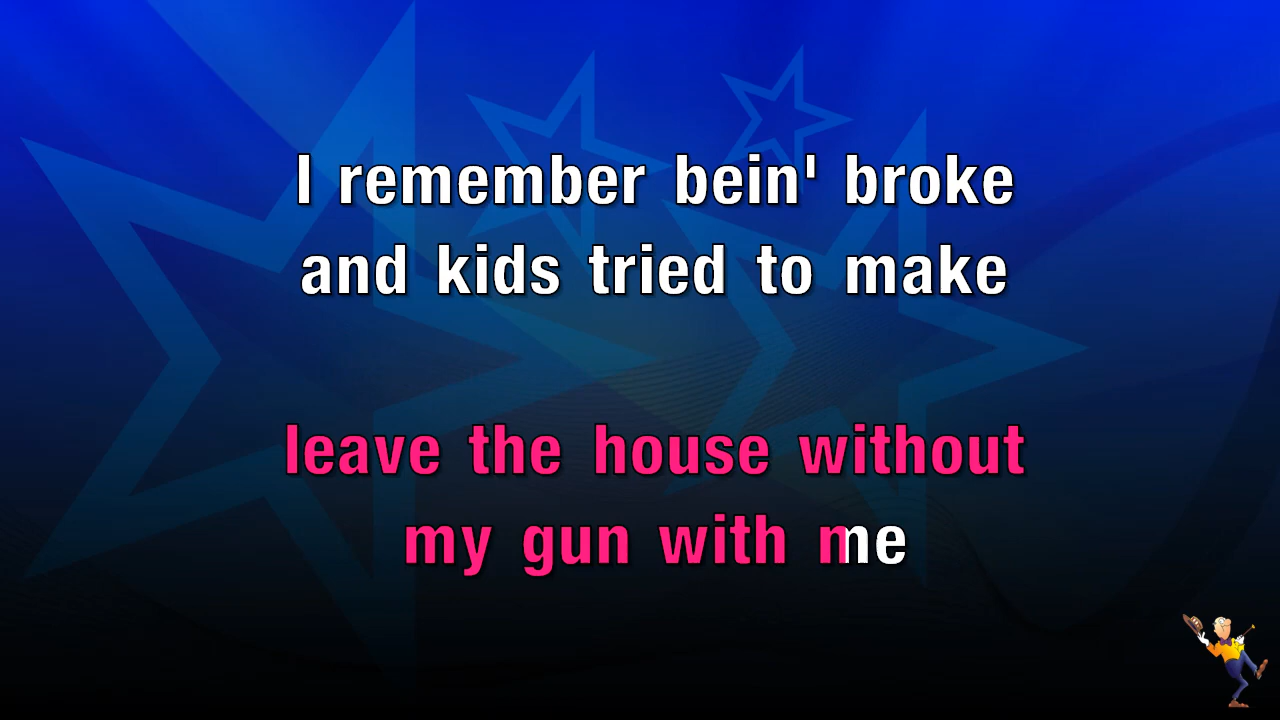 I remember bein' broke
and kids tried to make
leave the house without
my gun with me